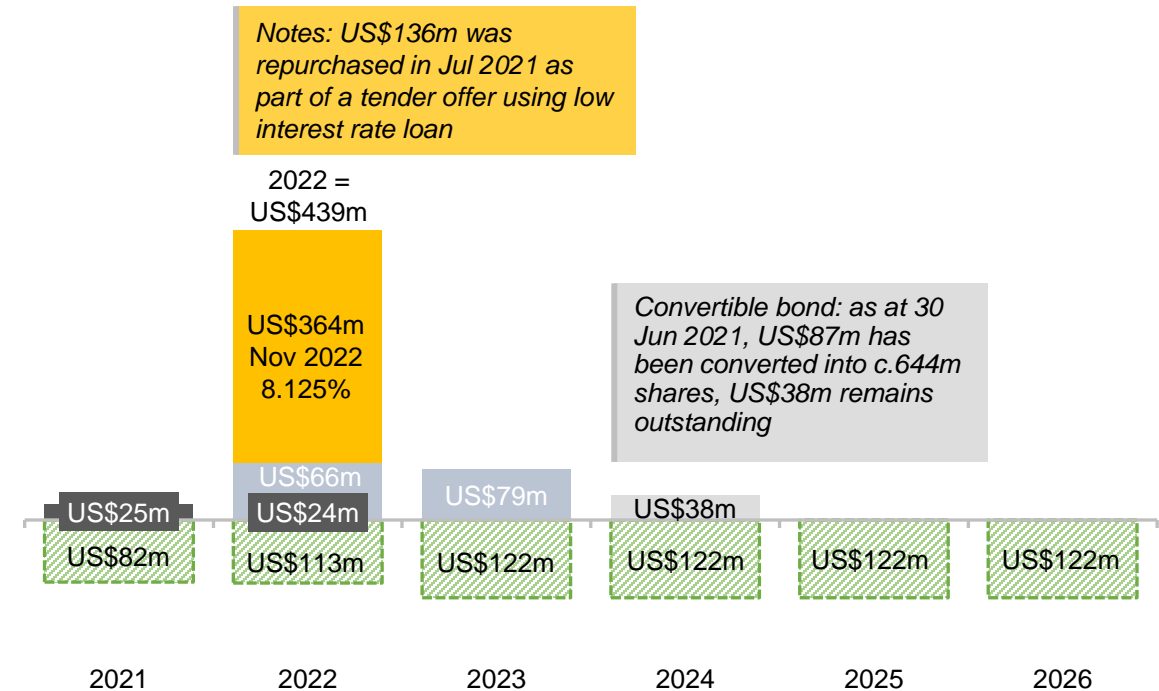 Notes: US$136m was
repurchased in Jul 2021 as
part of a tender offer using low
interest rate loan
2022 =
US$439m
US$364m
Nov 2022
8.125%
Convertible bond: as at 30
Jun 2021, US$87m has
been converted into c.644m
shares, US$38m remains
outstanding
US$66m
US$79m
US$25m
US$24m
US$38m
US$82m
US$113m
US$122m
US$122m
US$122m
US$122m
2021
2022
2023
2024
2025
2026